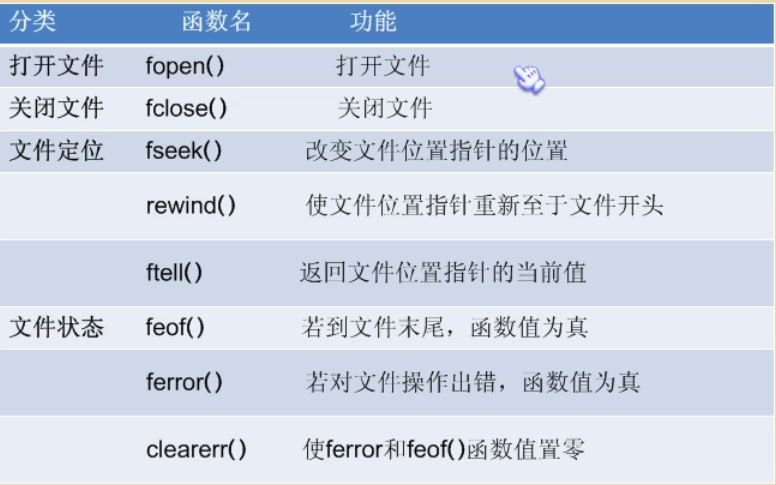 分类 函数名 功能
打开文件 fopen() 打开文件
关闭文件 fclose() 关闭文件
文件定位 fseek() 改变文件位置指针的位置
rewind() 使文件位置指针重新至于文件开头
ftell() 返回文件位置指针的当前值
文件状态 feof() 若到文件末尾，函数值为真
ferror() 若对文件操作出错，函数值为真
clearerr() 使ferror和feof()函数值置零